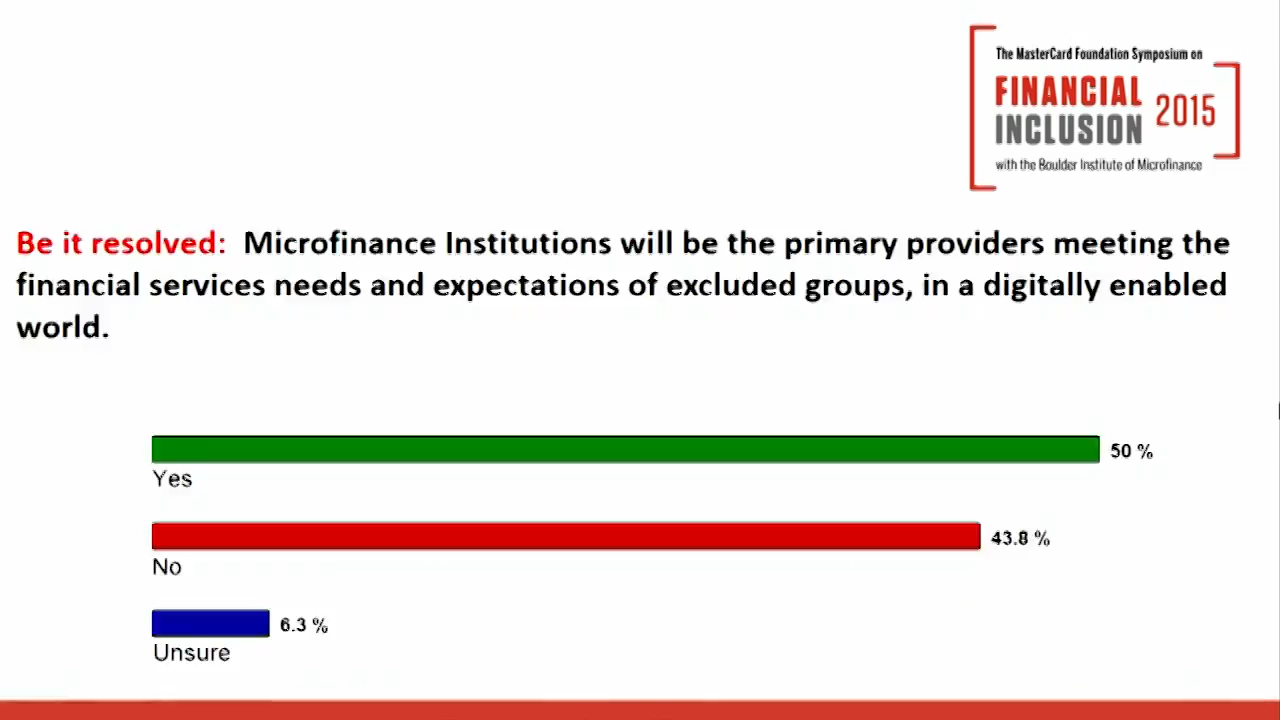 The MasterCard Foundation Symposium on
FINANCIAL
INCLUSION
2015
with the Boulder Institute of Microfinance
Be it resolved: Microfinance Institutions will be the primary providers meeting the
financial services needs and expectations of excluded groups, in a digitally enabled
world.
50 %
Yes
43.8 %
No
6.3 %
Unsure